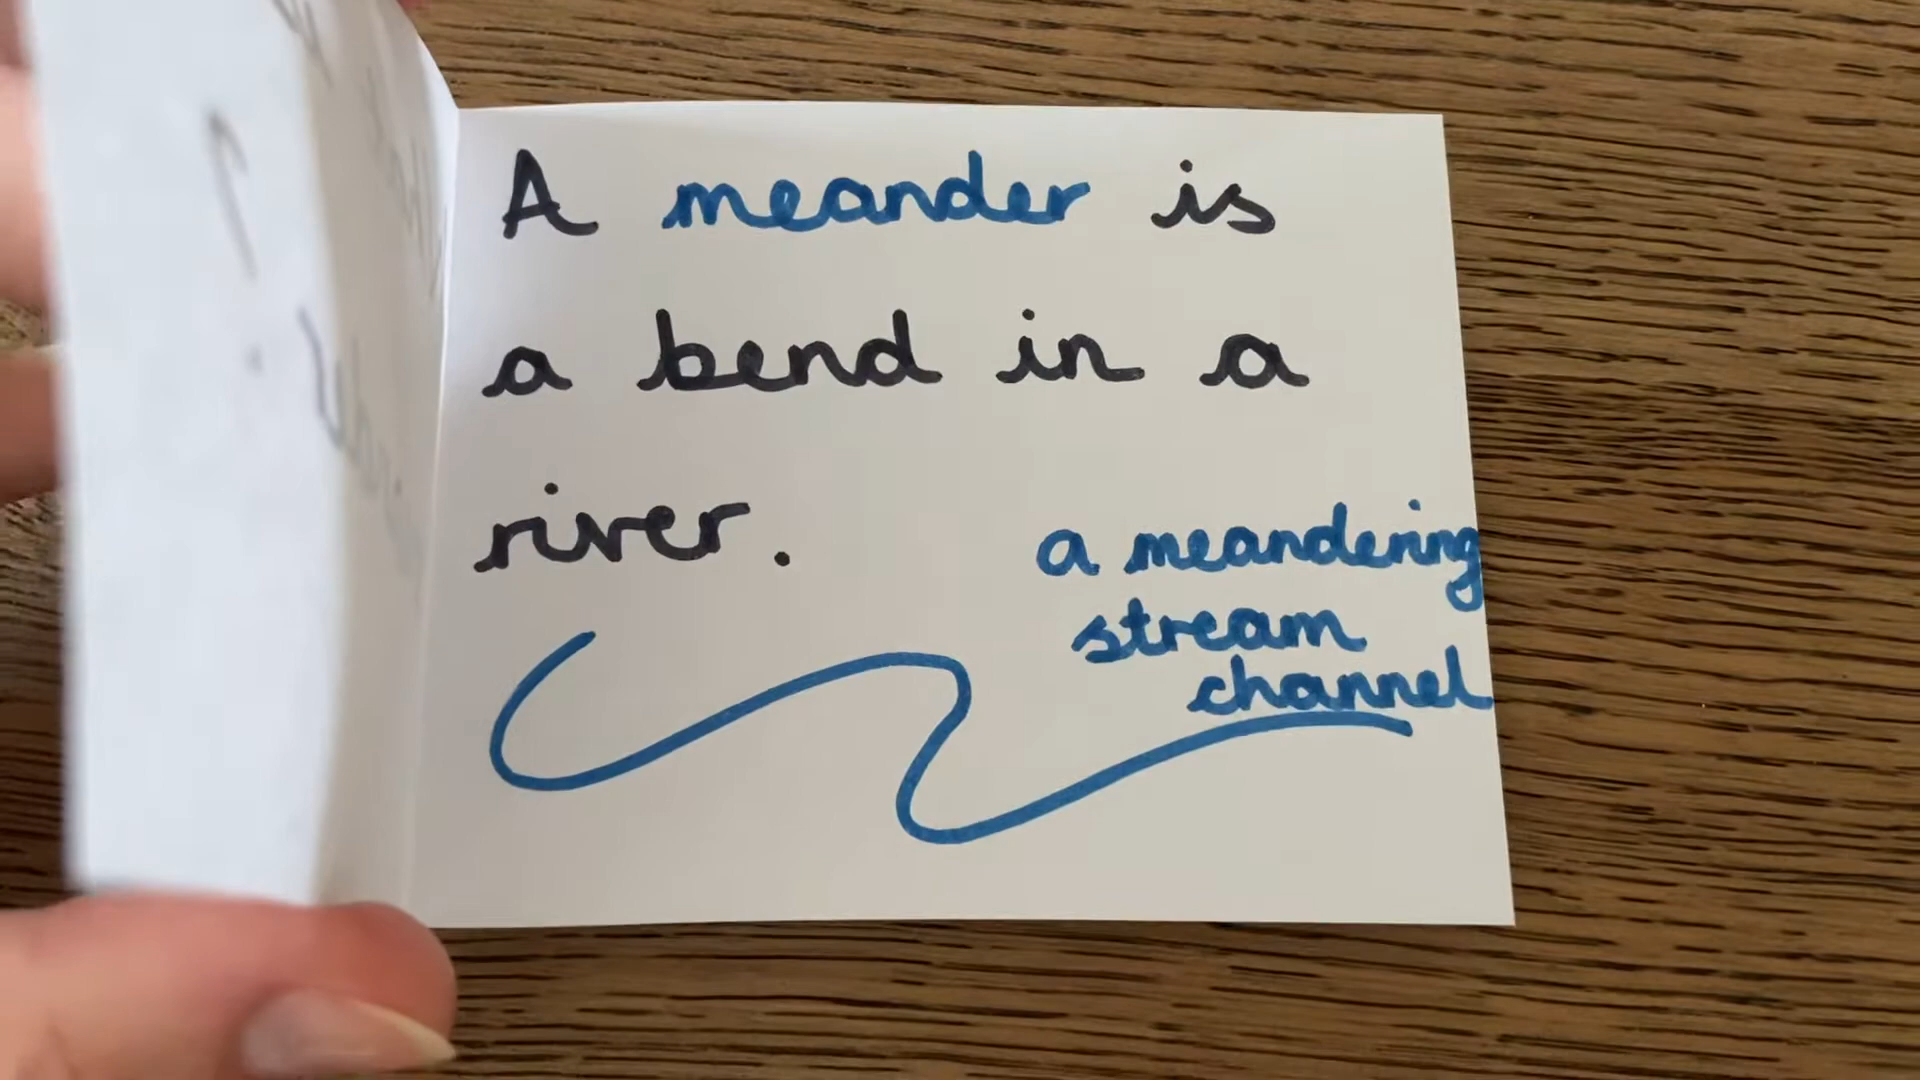 A meander is
a bend in a
river.
a meandering
stream
channel